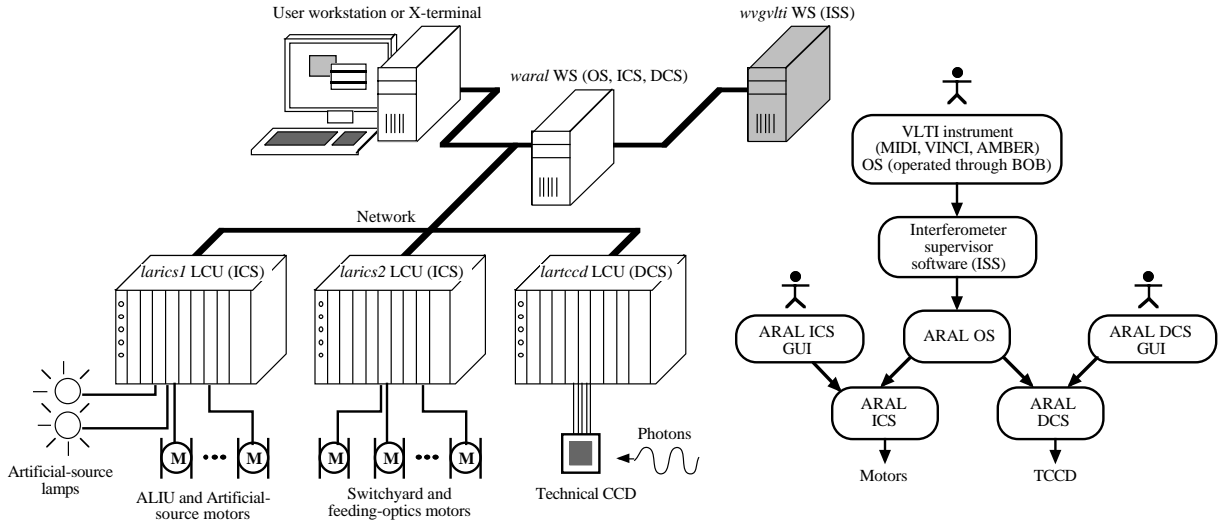 User workstation or X-terminal
wvgvlti WS (ISS)
waral WS (OS, ICS, DCS)
Network
larics1 LCU (ICS)
larics2 LCU (ICS)
lartccd LCU (DCS)
Artificial-source
lamps
M
M
ALIU and Artificial-
source motors
M
M
M
Switchyard and
feeding-optics motors
Technical CCD
Photons
VLTI instrument
(MIDI, VINCI, AMBER)
OS (operated through BOB)
Interferometer
supervisor
software (ISS)
ARAL ICS
GUI
ARAL OS
ARAL DCS
GUI
ARAL
ICS
ARAL
DCS
Motors
TCCD